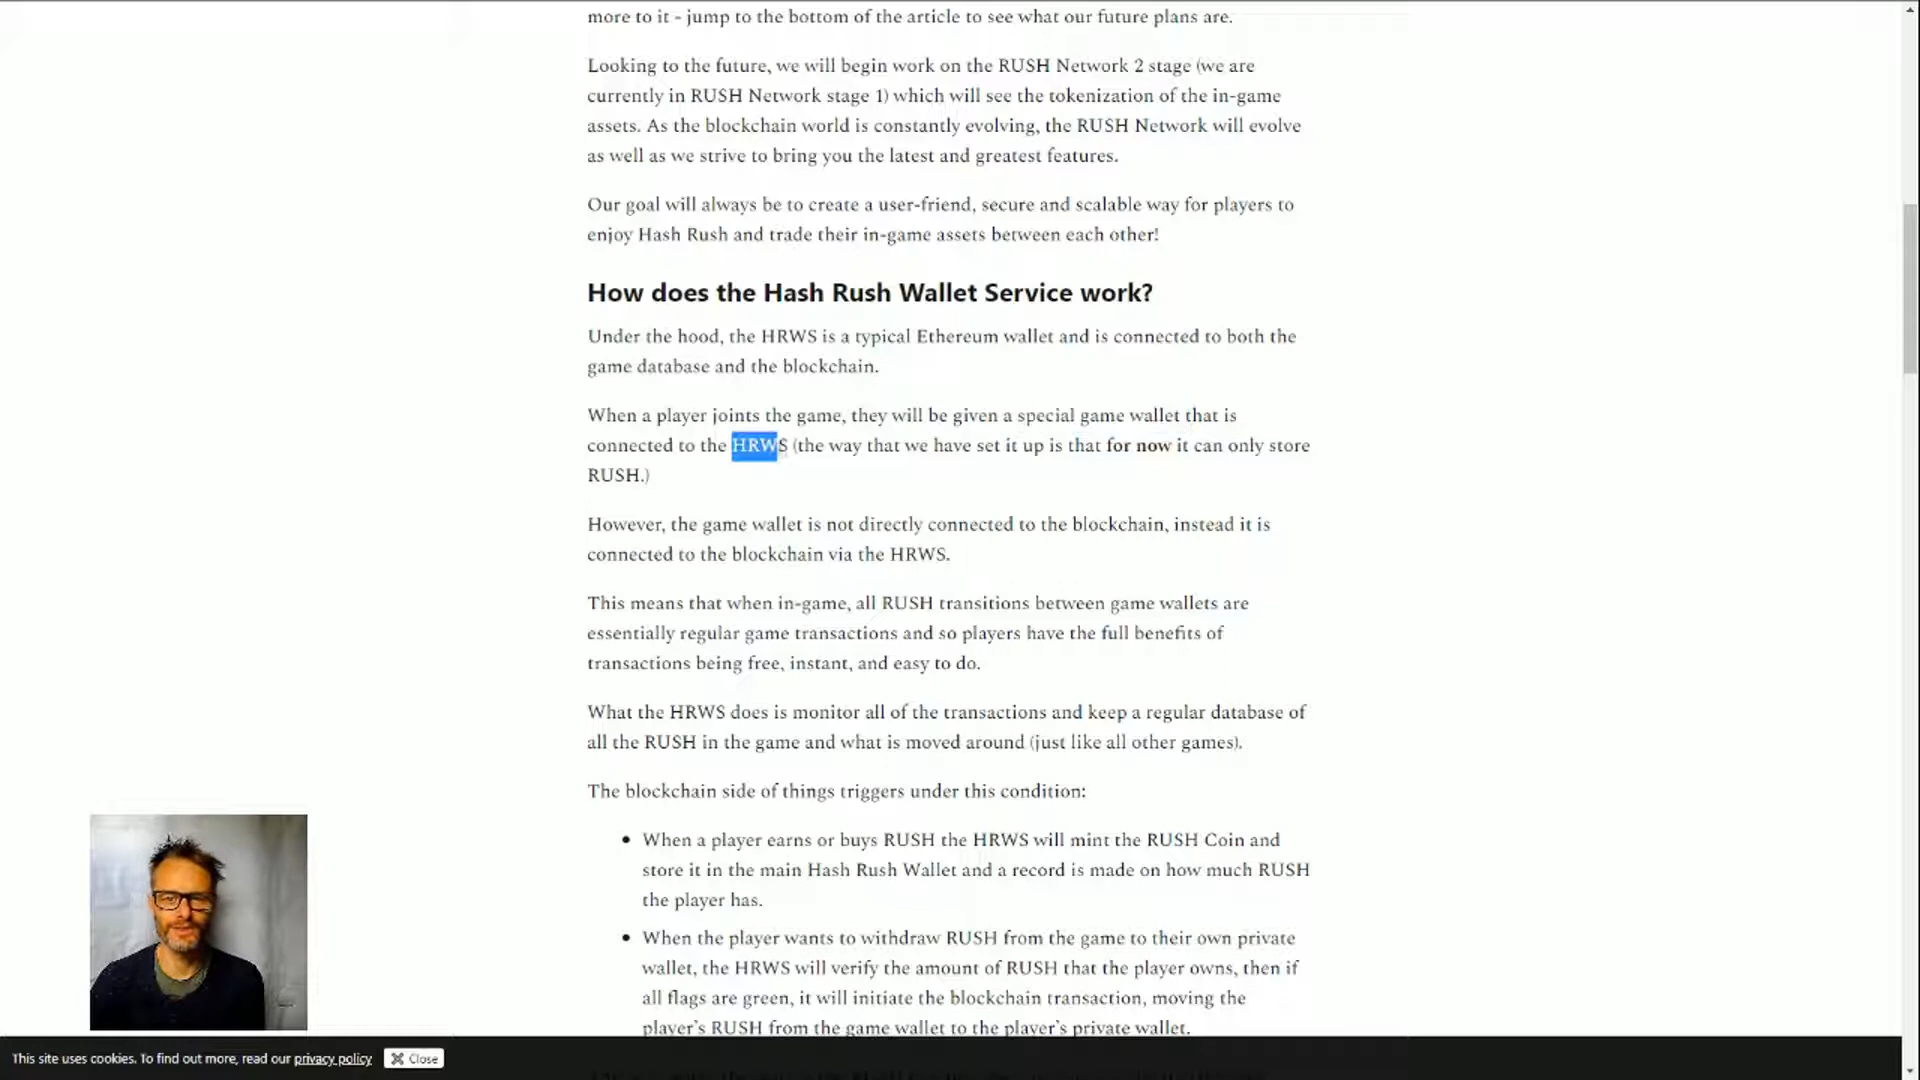 more to it - jump to the bottom of the article to see what our future plans are.
Looking to the future, we will begin work on the RUSH Network 2 stage (we are
currently in RUSH Network stage 1) which will see the tokenization of the in-game
assets. As the blockchain world is constantly evolving, the RUSH Network will evolve
as well as we strive to bring you the latest and greatest features.
Our goal will always be to create a user-friend, secure and scalable way for players to
enjoy Hash Rush and trade their in-game assets between each other!
How does the Hash Rush Wallet Service work?
Under the hood, the HRWS is a typical Ethereum wallet and is connected to both the
game database and the blockchain.
When a player joints the game, they will be given a special game wallet that is
connected to the HRWS (the way that we have set it up is that for now it can only store
RUSH.)
However, the game wallet is not directly connected to the blockchain, instead it is
connected to the blockchain via the HRWS.
This means that when in-game, all RUSH transitions between game wallets are
essentially regular game transactions and so players have the full benefits of
transactions being free, instant, and easy to do.
What the HRWS does is monitor all of the transactions and keep a regular database of
all the RUSH in the game and what is moved around (just like all other games).
The blockchain side of things triggers under this condition:
• When a player earns or buys RUSH the HRWS will mint the RUSH Coin and
store it in the main Hash Rush Wallet and a record is made on how much RUSH
the player has.
• When the player wants to withdraw RUSH from the game to their own private
wallet, the HRWS will verify the amount of RUSH that the player owns, then if
all flags are green, it will initiate the blockchain transaction, moving the
player's RUSH from the game wallet to the player's private wallet.
This site uses cookies. To find out more, read our privacy policy
Close